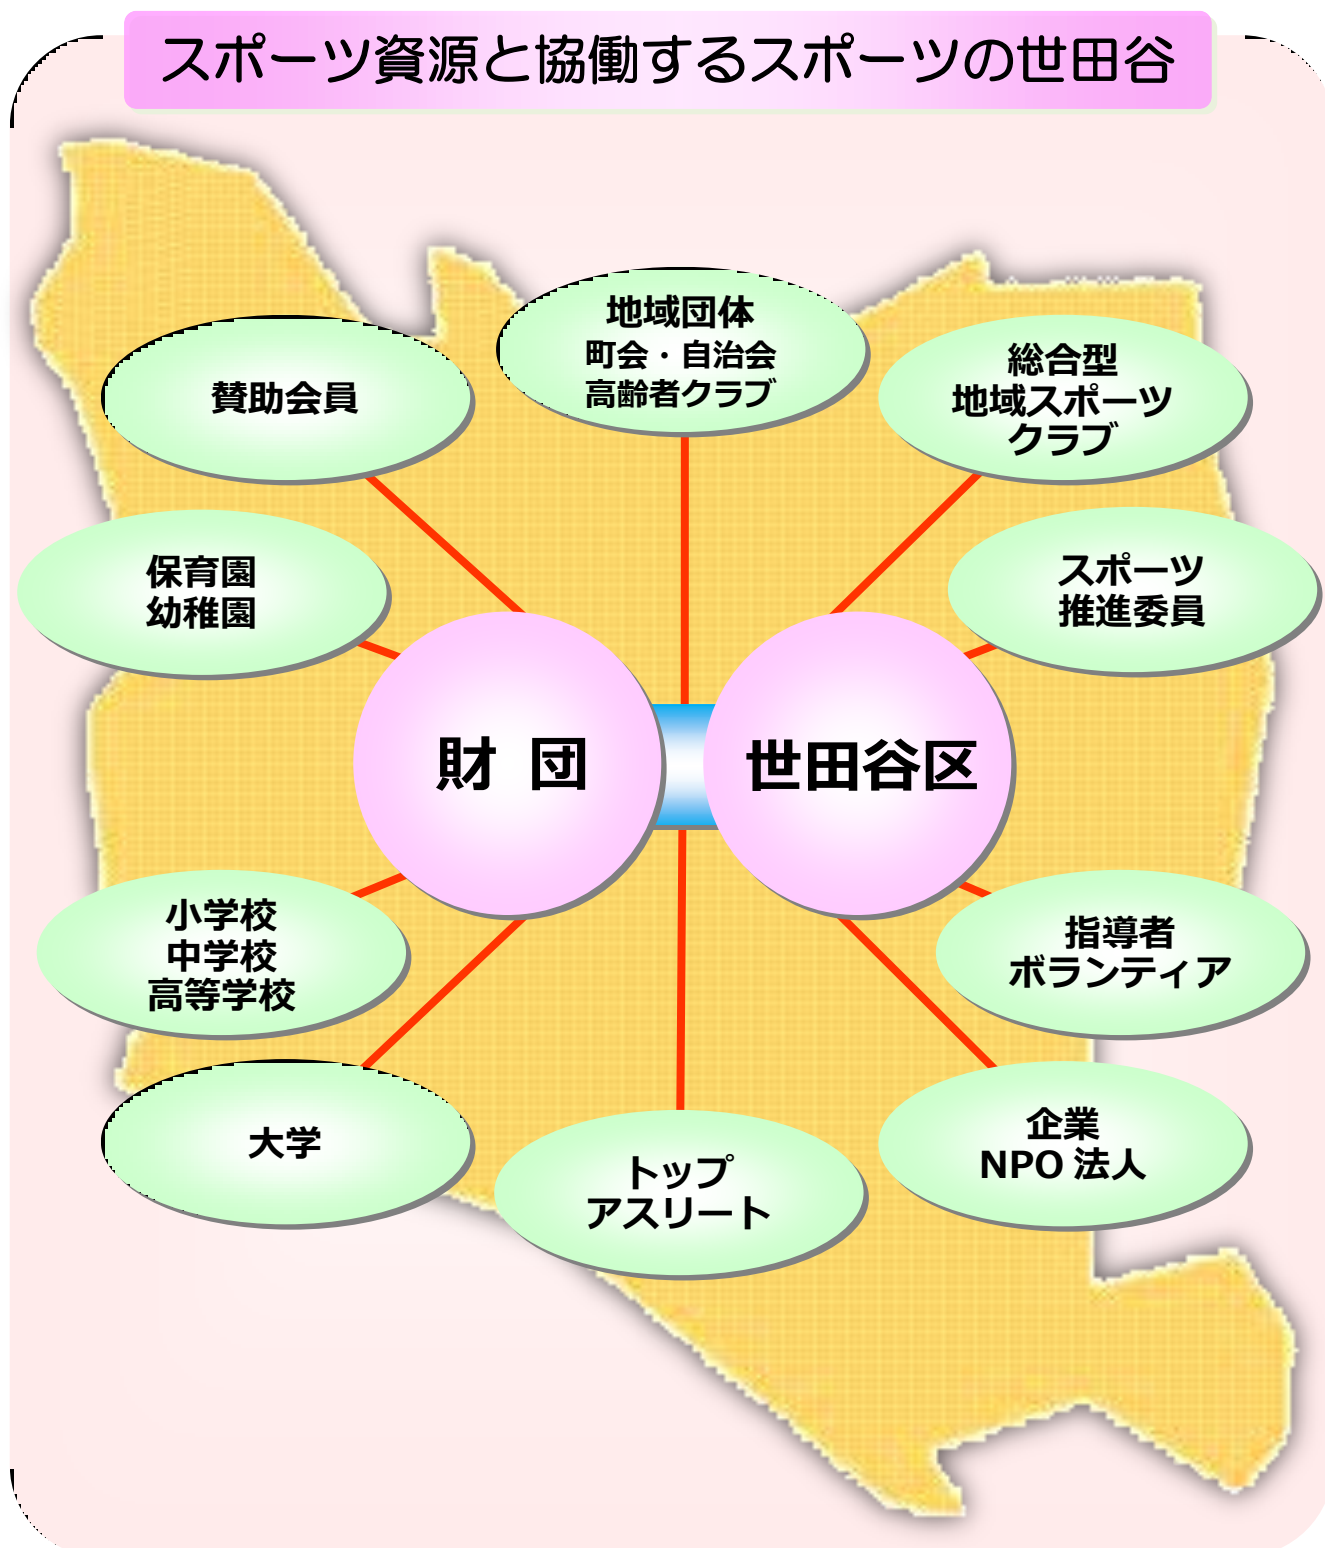 スポーツ資源と協働するスポーツの世田谷
地域団体
町会・自治会
高齢者クラブ
賛助会員
総合型
地域スポーツ
クラブ
保育園
幼稚園
スポーツ
推進委員
財 団
世田谷区
小学校
中学校
高等学校
指導者
ボランティア
大学
トップ
アスリート
企業
NPO 法人